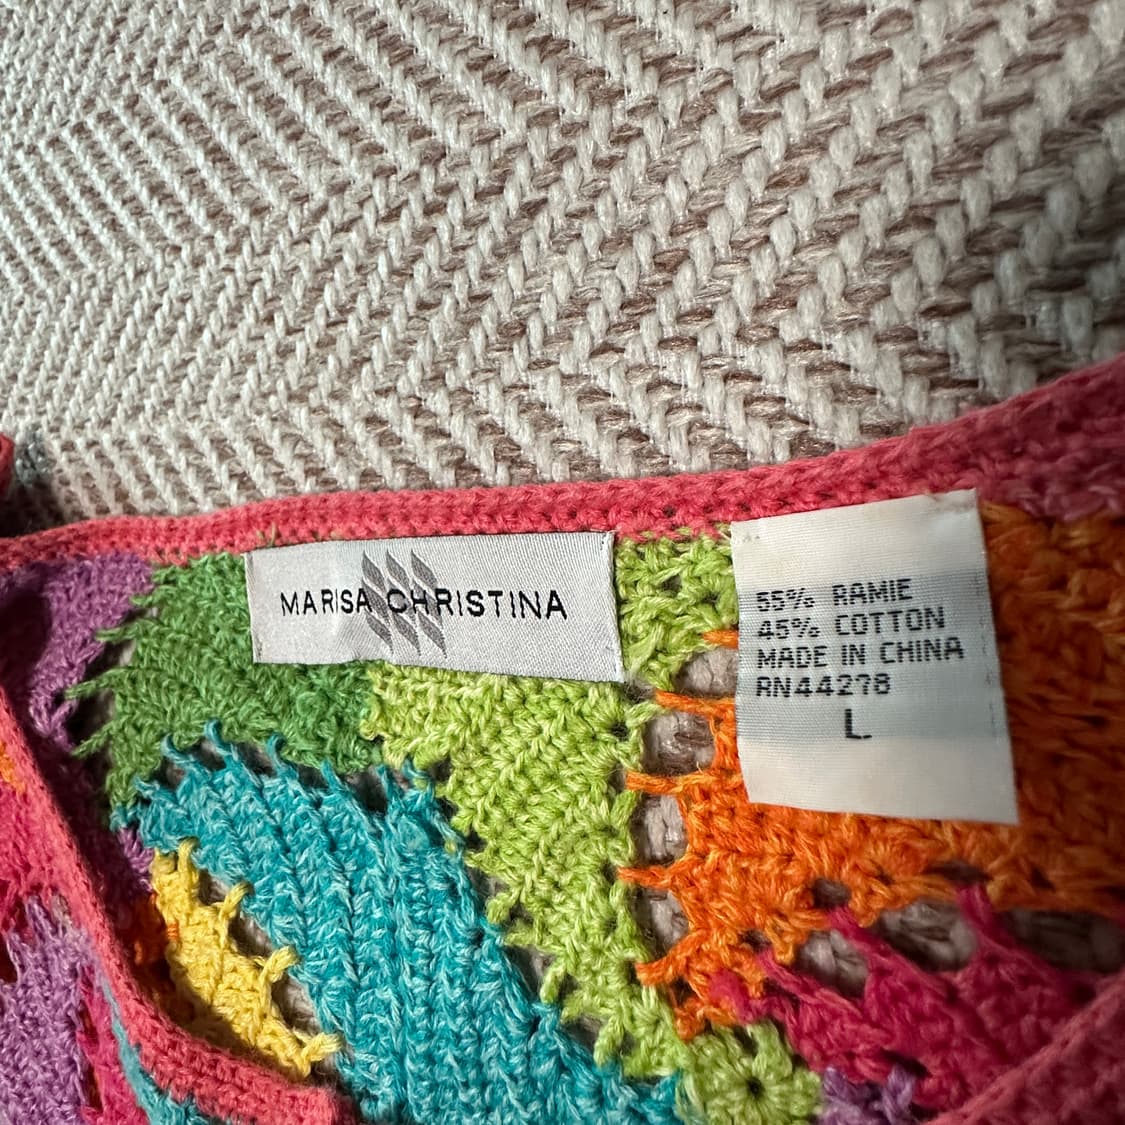 MARISA CHRISTINA
55% RAMIE
45% COTTON
MADE IN CHINA
RN44278
L